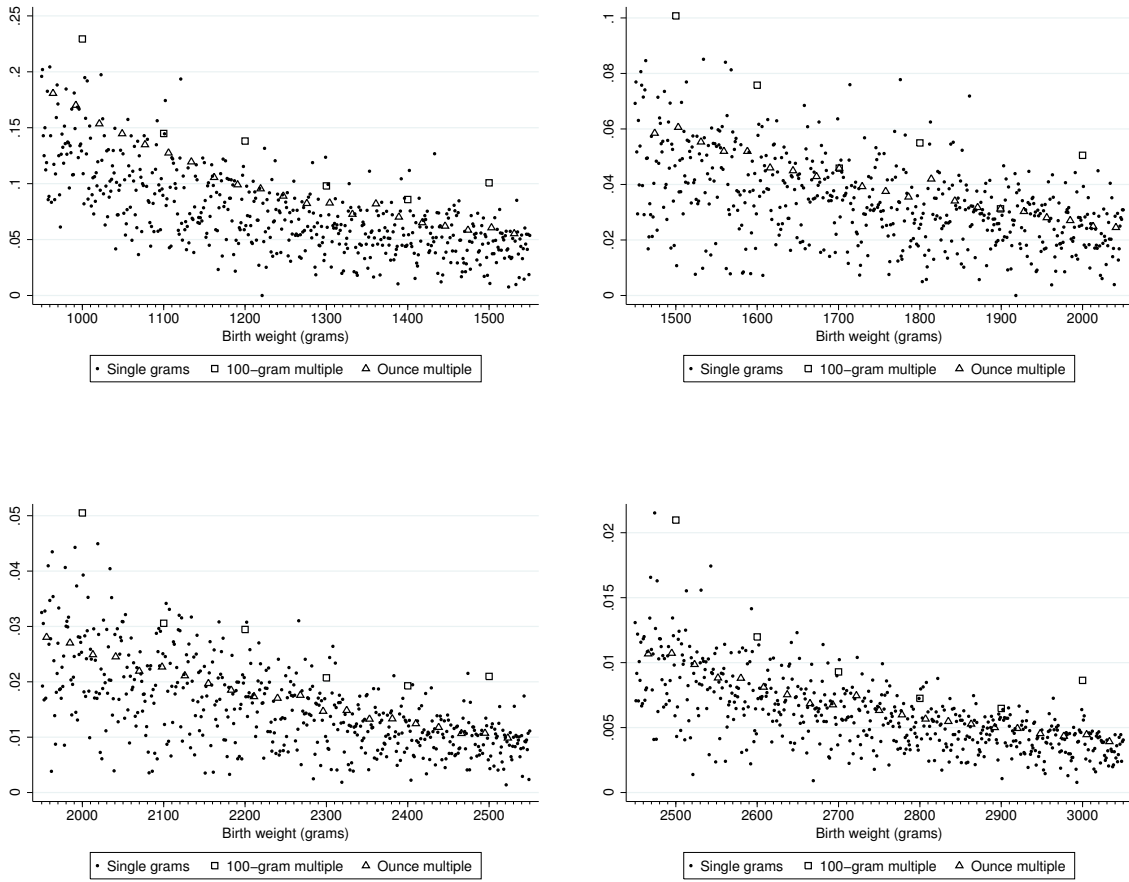 .25
.2
.15
.1
.05
0
1000 1100 1200 1300 1400 1500
Birth weight (grams)
Single grams 100−gram multiple Ounce multiple
.1
.08
.06
.04
.02
0
1500 1600 1700 1800 1900 2000
Birth weight (grams)
Single grams 100−gram multiple Ounce multiple
.05
.04
.03
.02
.01
0
2000 2100 2200 2300 2400 2500
Birth weight (grams)
Single grams 100−gram multiple Ounce multiple
.02
.015
.01
.005
0
2500 2600 2700 2800 2900 3000
Birth weight (grams)
Single grams 100−gram multiple Ounce multiple